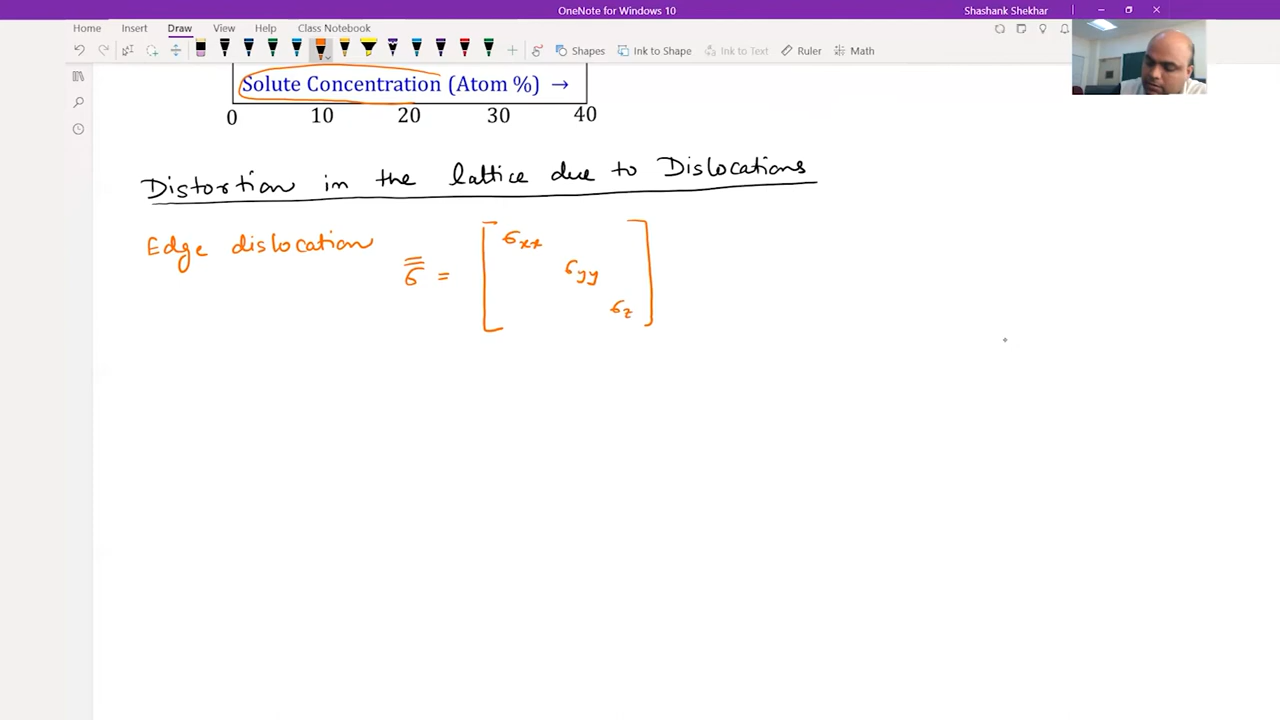 OneNote for Windows 10
Shashank Shekhar
Home Insert Draw View Help Class Notebook
Shapes Ink to Shape Ink to Text Ruler Math
Solute Concentration (Atom %) →
0 10 20 30 40
Distortion in the lattice due to Dislocations
Edge dislocation
σ̿ = [ σxx
σyy
σz ]